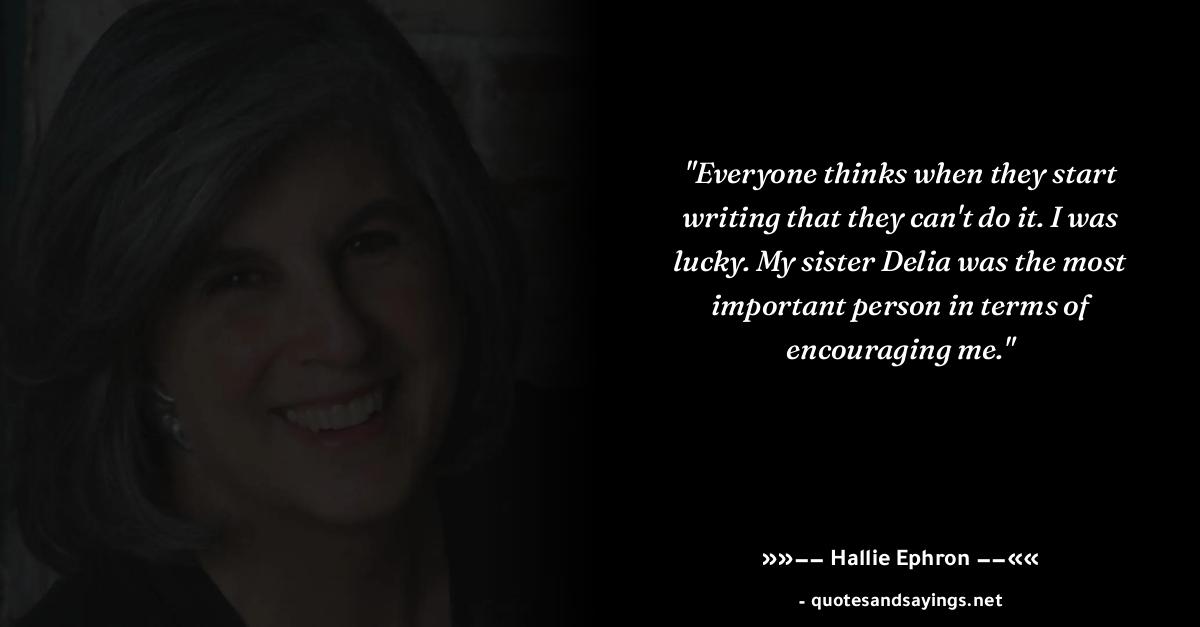 "Everyone thinks when they start
writing that they can't do it. I was
lucky. My sister Delia was the most
important person in terms of
encouraging me."
»»−− Hallie Ephron −−««
- quotesandsayings.net